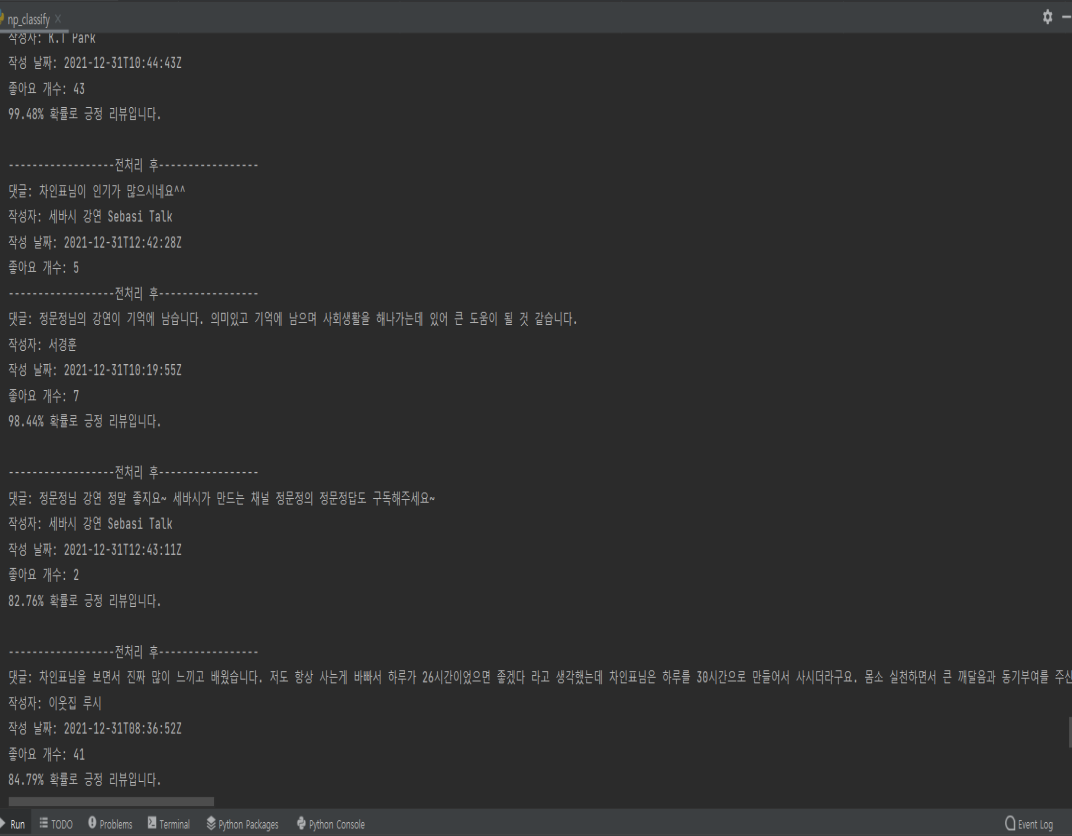 np_classify
작성자: K.T Park
작성 날짜: 2021-12-31T10:44:43Z
좋아요 개수: 43
99.48% 확률로 긍정 리뷰입니다.
------------------전처리 후-----------------
댓글: 차인표님이 인기가 많으시네요^^
작성자: 세바시 강연 Sebasi Talk
작성 날짜: 2021-12-31T12:42:28Z
좋아요 개수: 5
------------------전처리 후-----------------
댓글: 정문정님의 강연이 기억에 남습니다. 의미있고 기억에 남으며 사회생활을 해나가는데 있어 큰 도움이 될 것 같습니다.
작성자: 서경훈
작성 날짜: 2021-12-31T10:19:55Z
좋아요 개수: 7
98.44% 확률로 긍정 리뷰입니다.
------------------전처리 후-----------------
댓글: 정문정님 강연 정말 좋지요~ 세바시가 만드는 채널 정문정의 정문정답도 구독해주세요~
작성자: 세바시 강연 Sebasi Talk
작성 날짜: 2021-12-31T12:43:11Z
좋아요 개수: 2
82.76% 확률로 긍정 리뷰입니다.
------------------전처리 후-----------------
댓글: 차인표님을 보면서 진짜 많이 느끼고 배웠습니다. 저도 항상 사는게 바빠서 하루가 26시간이었으면 좋겠다 라고 생각했는데 차인표님은 하루를 30시간으로 만들어서 사시더라구요. 몸소 실천하면서 큰 깨달음과 동기부여를 주신
작성자: 이웃집 루시
작성 날짜: 2021-12-31T08:36:52Z
좋아요 개수: 41
84.79% 확률로 긍정 리뷰입니다.
Run TODO Problems Terminal Python Packages Python Console Event Log